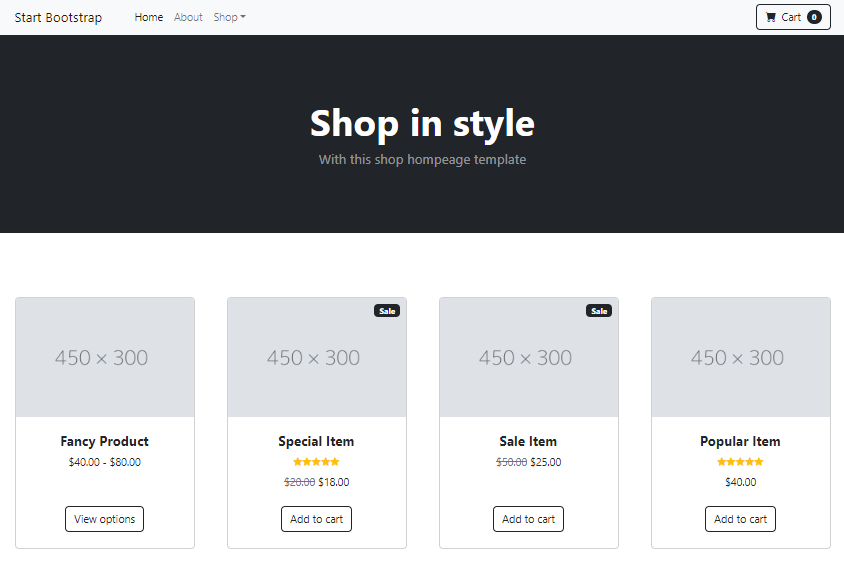 Start Bootstrap Home About Shop Cart 0
Shop in style
With this shop hompeage template
450 × 300
Fancy Product
$40.00 - $80.00
View options
Sale
450 × 300
Special Item
$20.00 $18.00
Add to cart
Sale
450 × 300
Sale Item
$50.00 $25.00
Add to cart
450 × 300
Popular Item
$40.00
Add to cart